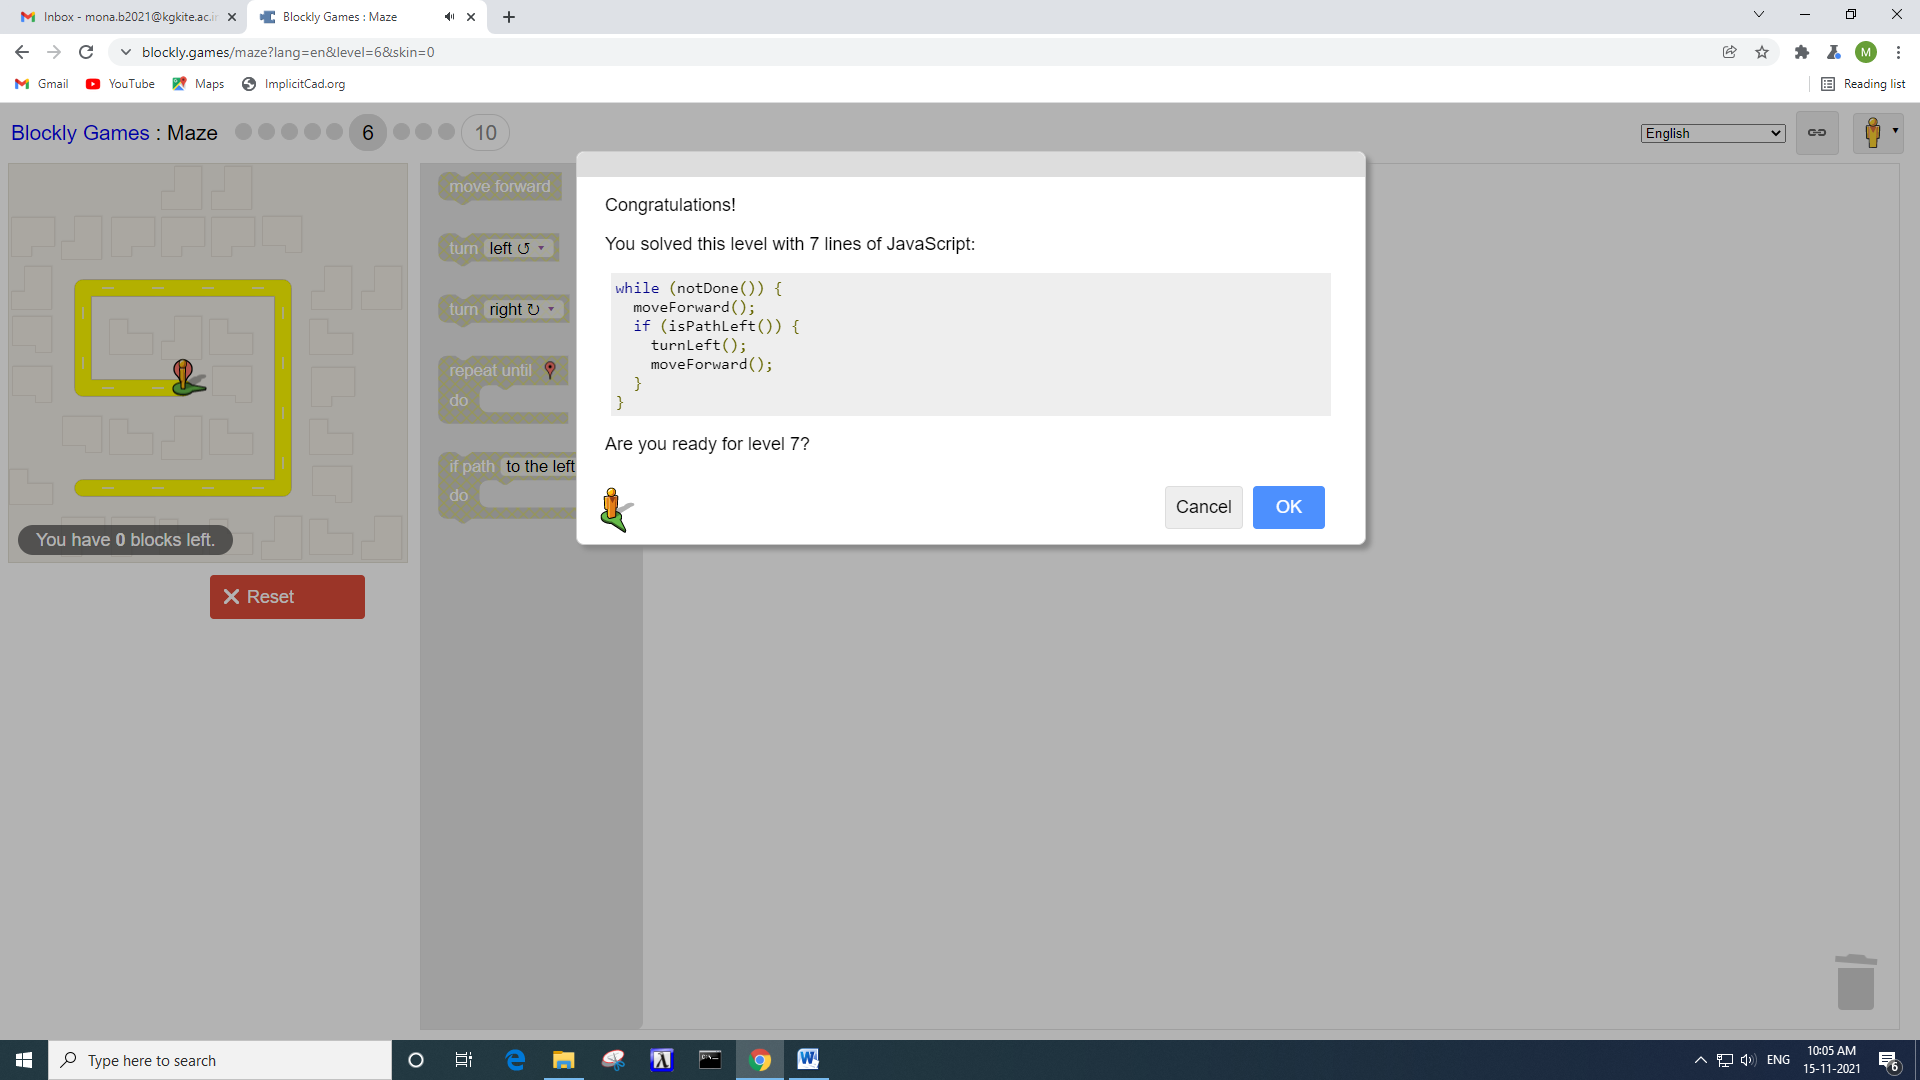 Inbox - mona.b2021@kgkite.ac.in
Blockly Games : Maze
blockly.games/maze?lang=en&level=6&skin=0
M
Gmail
YouTube
Maps
ImplicitCad.org
Reading list
Blockly Games : Maze
6
10
English
move forward
turn left ↺
turn right ↻
repeat until
do
if path to the left
do
You have 0 blocks left.
Reset
Congratulations!
You solved this level with 7 lines of JavaScript:
while (notDone()) {
  moveForward();
  if (isPathLeft()) {
    turnLeft();
    moveForward();
  }
}
Are you ready for level 7?
Cancel
OK
Type here to search
ENG
10:05 AM
15-11-2021
6